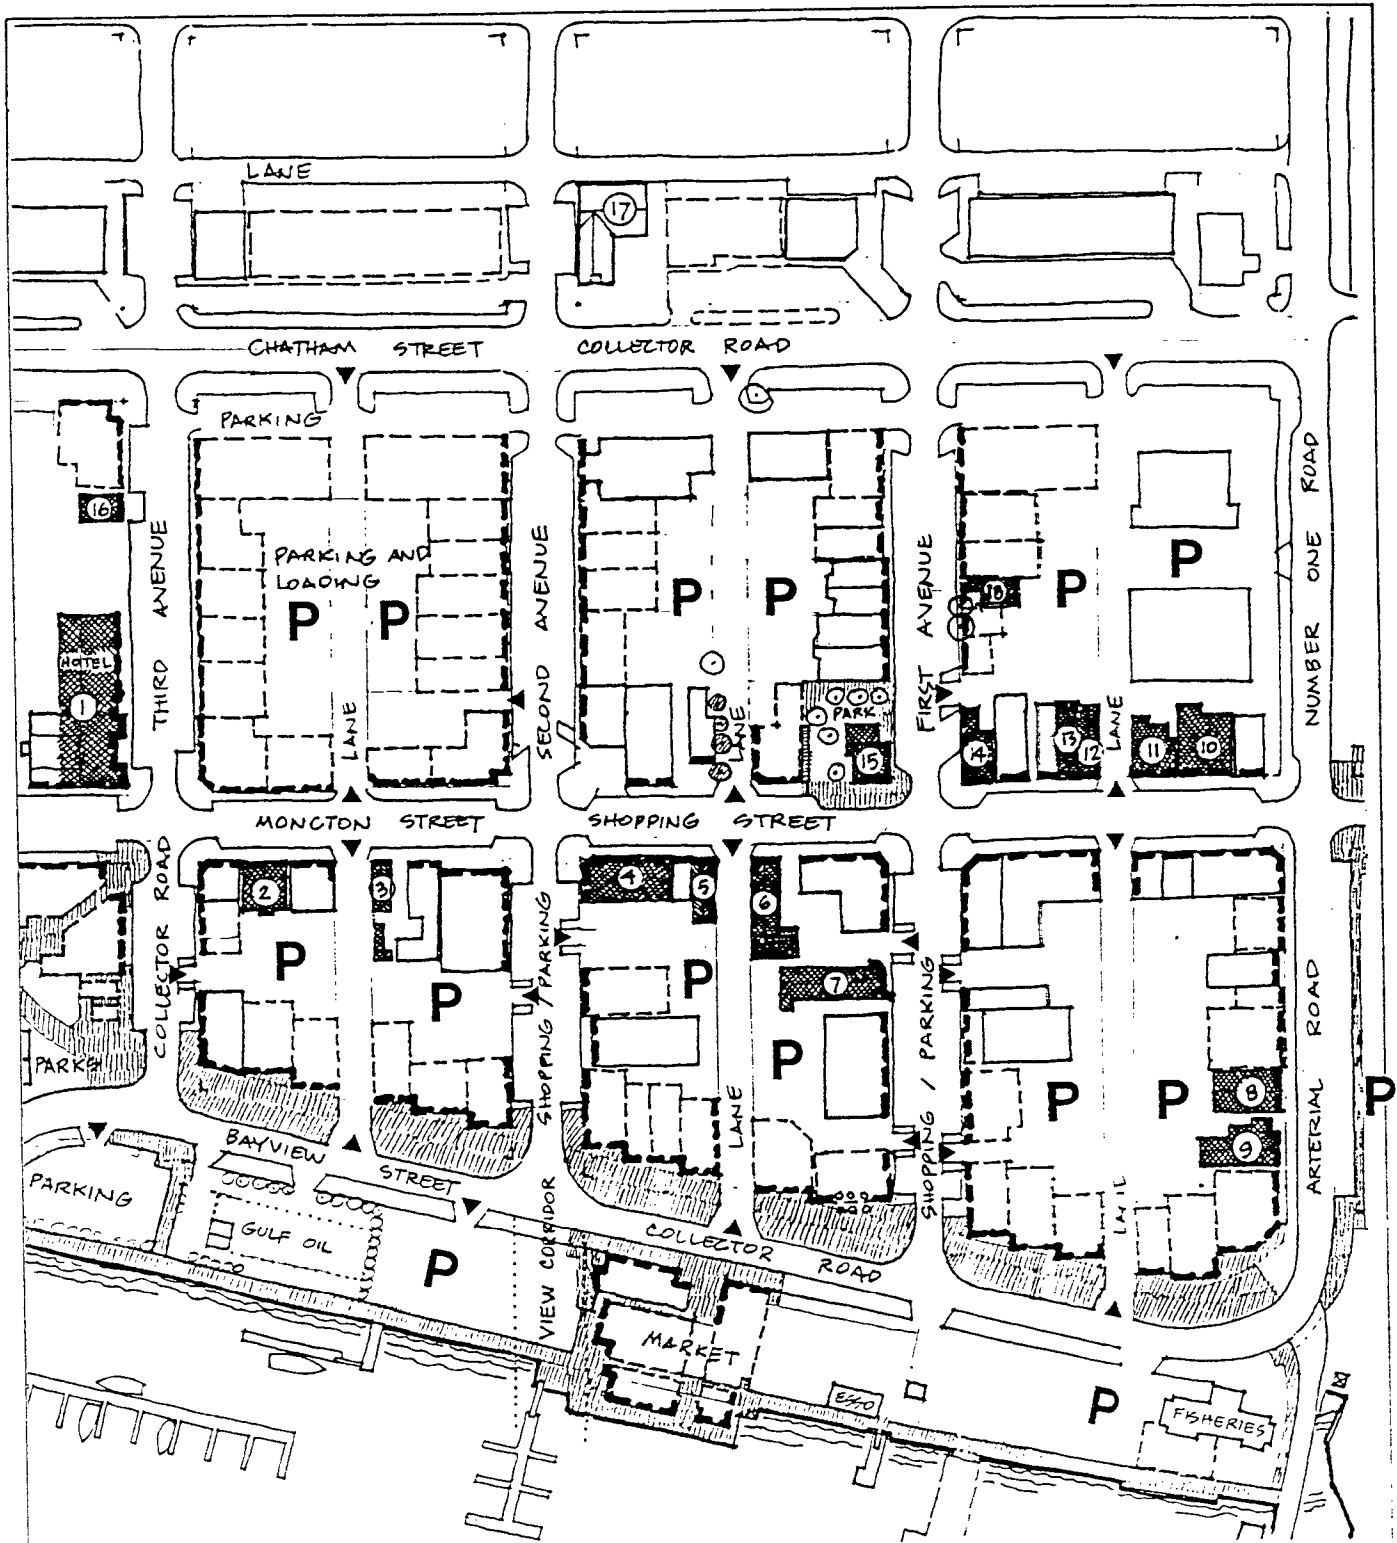 LANE
17
CHATHAM STREET COLLECTOR ROAD
PARKING
16
THIRD AVENUE
PARKING AND
LOADING
P
P
SECOND AVENUE
P
P
FIRST AVENUE
18
P
P
NUMBER ONE ROAD
HOTEL
1
LANE
LANE
PARK
15
14
13
12
LANE
11
10
MONCTON STREET SHOPPING STREET
COLLECTOR ROAD
2
3
4
5
6
7
P
P
SHOPPING / PARKING
P
P
LANE
SHOPPING / PARKING
P
P
8
9
ARTERIAL ROAD
P
PARKS
BAYVIEW
STREET
COLLECTOR
ROAD
LANE
PARKING
GULF OIL
P
VIEW CORRIDOR
MARKET
ESSO
P
FISHERIES